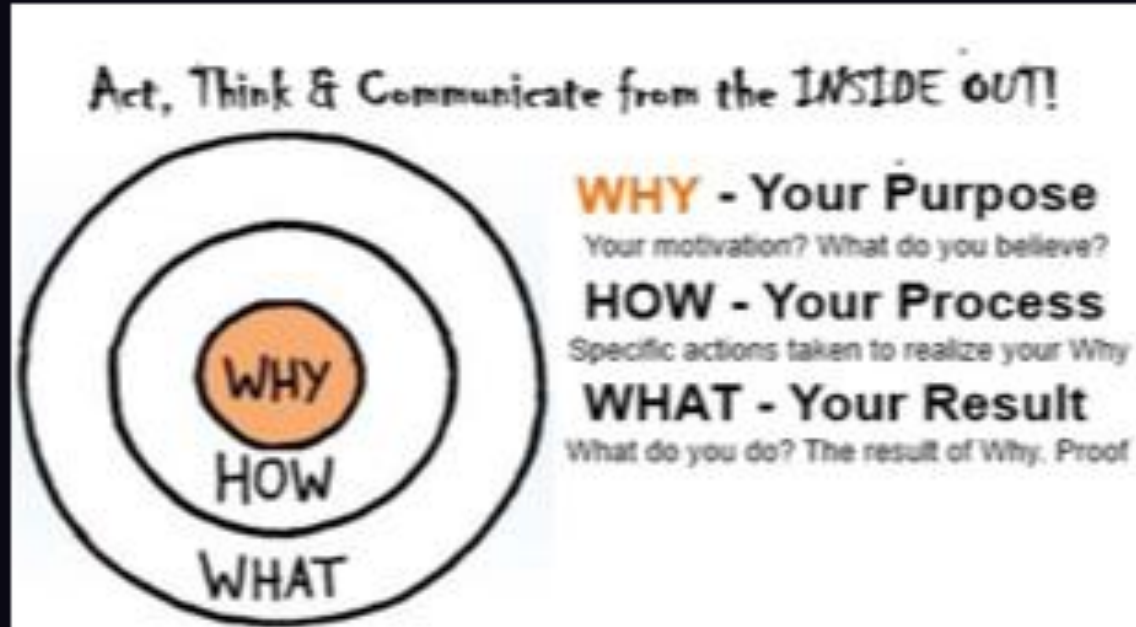 Act, Think & Communicate from the INSIDE OUT!
WHY - Your Purpose
Your motivation? What do you believe?
HOW - Your Process
Specific actions taken to realize your Why
WHAT - Your Result
What do you do? The result of Why. Proof
WHY
HOW
WHAT